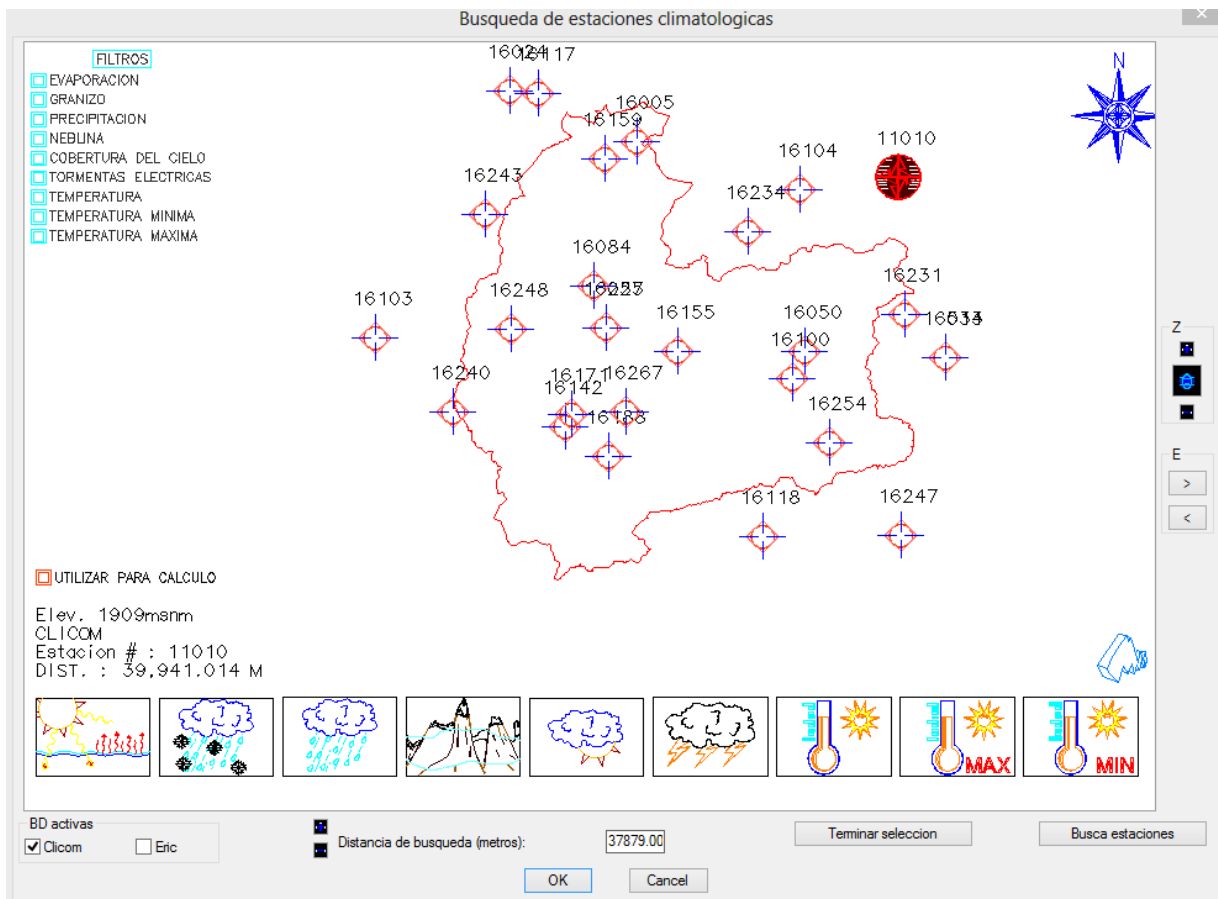 Busqueda de estaciones climatologicas
FILTROS
EVAPORACION
GRANIZO
PRECIPITACION
NEBLINA
COBERTURA DEL CIELO
TORMENTAS ELECTRICAS
TEMPERATURA
TEMPERATURA MINIMA
TEMPERATURA MAXIMA
16024
16117
16005
16159
N
11010
16104
16243
16234
16084
16231
16103
16248
16155
16050
16100
16240
16171
16267
16142
16188
16254
16118
16247
Z
E
>
<
UTILIZAR PARA CALCULO
Elev. 1909msnm
CLICOM
Estacion # : 11010
DIST. : 39,941.014 M
MAX
MIN
BD activas
Clicom
Eric
Distancia de busqueda (metros):
37879.00
Terminar seleccion
Busca estaciones
OK
Cancel